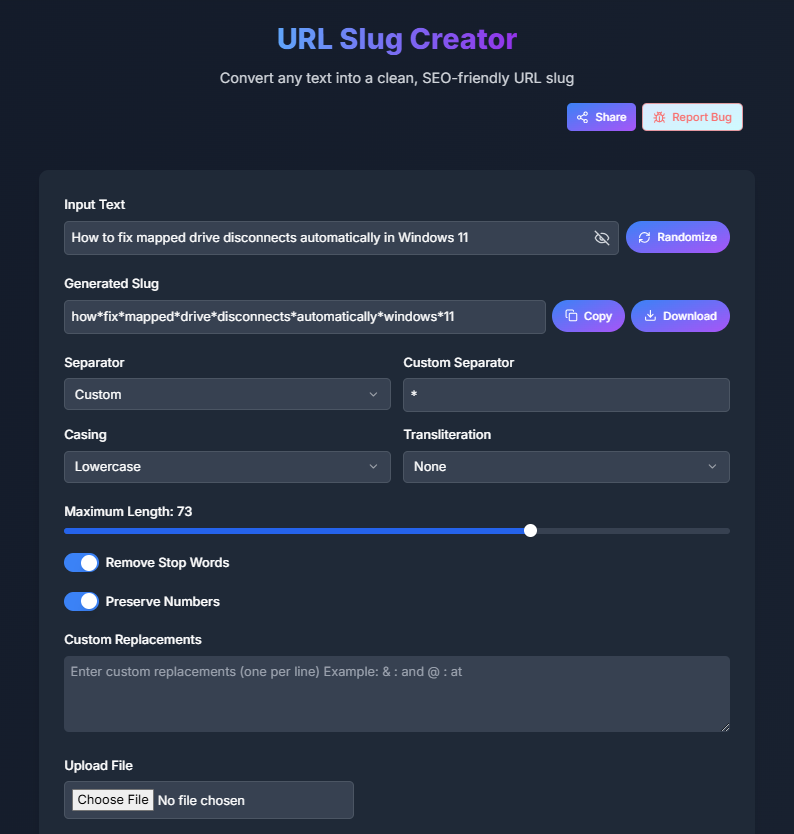 URL Slug Creator
Convert any text into a clean, SEO-friendly URL slug
Share
Report Bug
Input Text
How to fix mapped drive disconnects automatically in Windows 11
Randomize
Generated Slug
how*fix*mapped*drive*disconnects*automatically*windows*11
Copy
Download
Separator
Custom Separator
Custom
*
Casing
Transliteration
Lowercase
None
Maximum Length: 73
Remove Stop Words
Preserve Numbers
Custom Replacements
Enter custom replacements (one per line) Example: & : and @ : at
Upload File
Choose File No file chosen